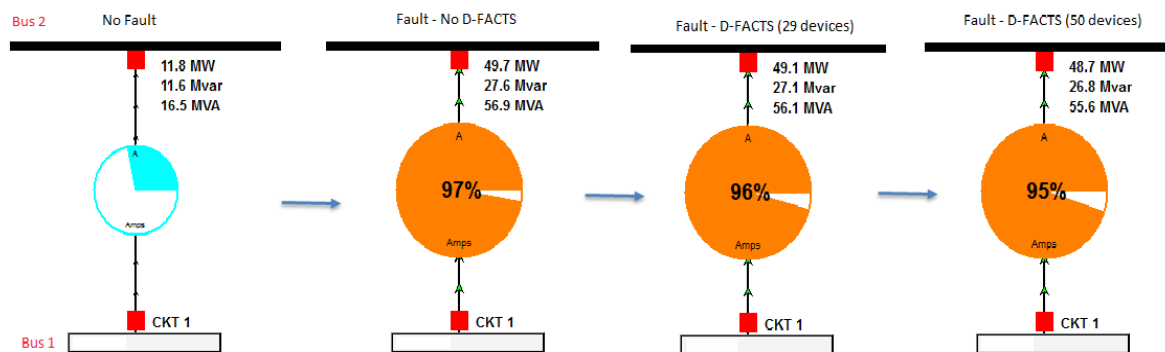 Bus 2
No Fault
11.8 MW
11.6 Mvar
16.5 MVA
A
Amps
CKT 1
Bus 1
Fault - No D-FACTS
49.7 MW
27.6 Mvar
56.9 MVA
A
97%
Amps
CKT 1
Fault - D-FACTS (29 devices)
49.1 MW
27.1 Mvar
56.1 MVA
A
96%
Amps
CKT 1
Fault - D-FACTS (50 devices)
48.7 MW
26.8 Mvar
55.6 MVA
A
95%
Amps
CKT 1